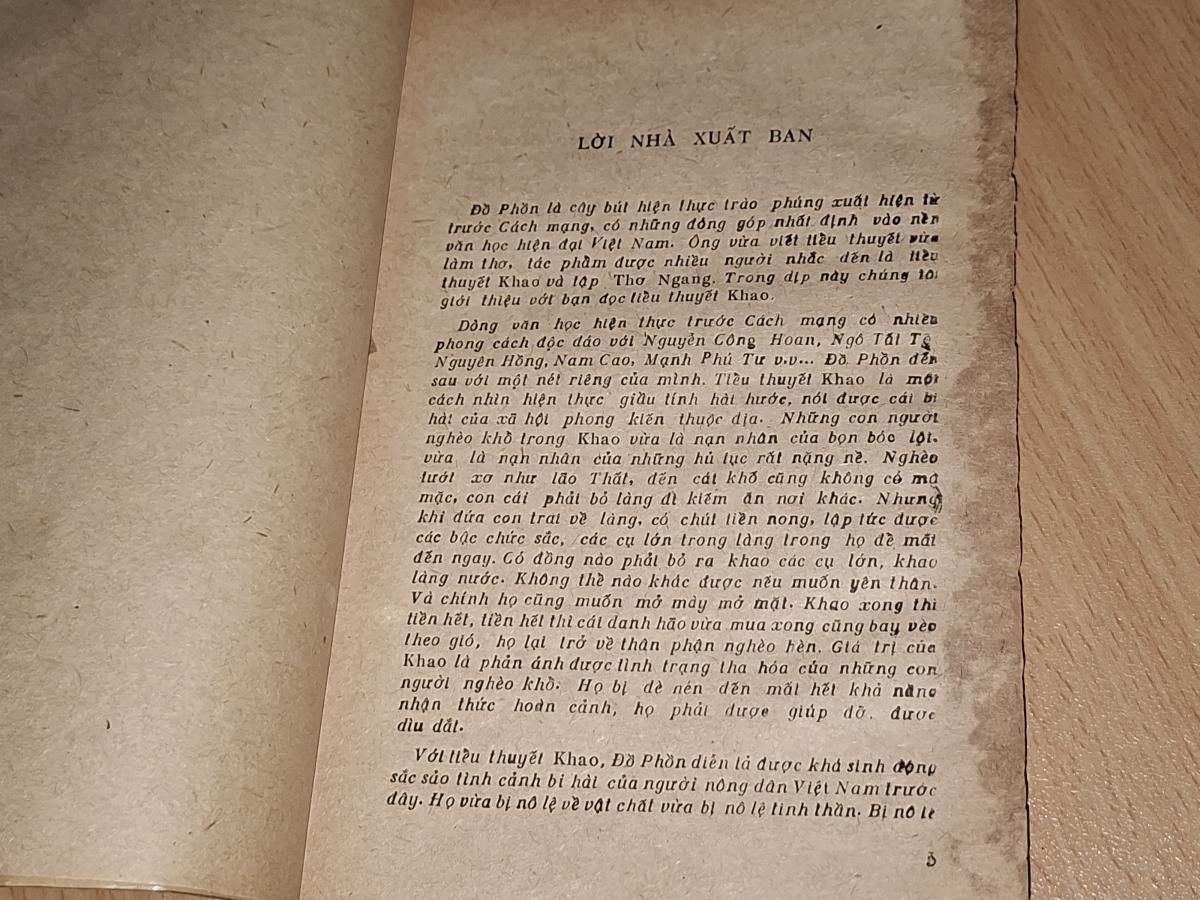 LỜI NHÀ XUẤT BAN
Đồ Phồn là cây bút hiện thực trào phúng xuất hiện từ
trước Cách mạng, có những đóng góp nhất định vào nền
văn học hiện đại Việt Nam. Ông vừa viết tiểu thuyết vừa
làm thơ, tác phẩm được nhiều người nhắc đến là tiểu
thuyết Khao và tập Thơ Ngang. Trong dịp này chúng tôi
giới thiệu với bạn đọc tiểu thuyết Khao.
Dòng văn học hiện thực trước Cách mạng có nhiều
phong cách độc đáo với Nguyễn Công Hoan, Ngô Tất Tố,
Nguyên Hồng, Nam Cao, Mạnh Phú Tư v.v... Đồ Phồn đến
sau với một nét riêng của mình. Tiểu thuyết Khao là một
cách nhìn hiện thực giầu tính hài hước, nói được cái bi
hài của xã hội phong kiến thuộc địa. Những con người
nghèo khổ trong Khao vừa là nạn nhân của bọn bóc lột,
vừa là nạn nhân của những hủ tục rất nặng nề. Nghèo
tướt xơ như lão Thất, đến cái khố cũng không có mà
mặc, con cái phải bỏ làng đi kiếm ăn nơi khác. Nhưng
khi đứa con trai về làng, có chút tiền nong, lập tức được
các bậc chức sắc, các cụ lớn trong làng trong họ để mắt
đến ngay. Có đồng nào phải bỏ ra khao các cụ lớn, khao
làng nước. Không thể nào khác được nếu muốn yên thân.
Và chính họ cũng muốn mở mày mở mặt. Khao xong thì
tiền hết, tiền hết thì cái danh hão vừa mua xong cũng bay vèo
theo gió, họ lại trở về thân phận nghèo hèn. Giá trị của
Khao là phản ánh được tình trạng tha hóa của những con
người nghèo khổ. Họ bị đè nén đến mất hết khả năng
nhận thức hoàn cảnh, họ phải được giúp đỡ, được
dìu dắt.
Với tiểu thuyết Khao, Đồ Phồn diễn tả được khá sinh động
sắc sảo tình cảnh bi hài của người nông dân Việt Nam trước
đây. Họ vừa bị nô lệ về vật chất vừa bị nô lệ tinh thần. Bị nô lệ